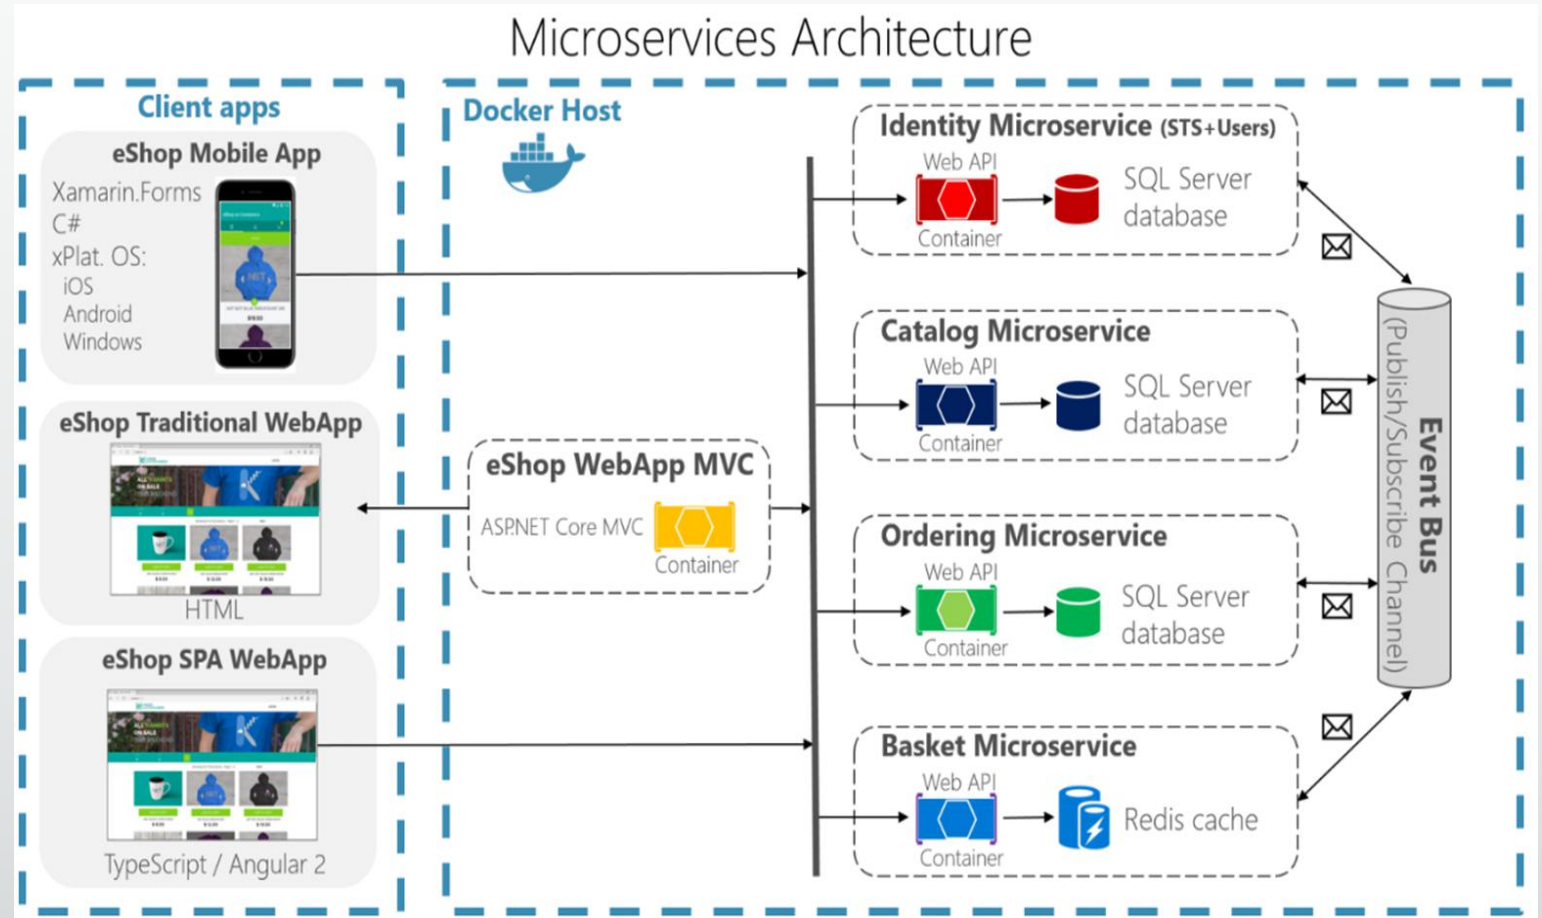 Microservices Architecture
Client apps
eShop Mobile App
Xamarin.Forms
C#
xPlat. OS:
iOS
Android
Windows
eShop Traditional WebApp
HTML
eShop SPA WebApp
TypeScript / Angular 2
Docker Host
eShop WebApp MVC
ASP.NET Core MVC
Container
Identity Microservice (STS+Users)
Web API
Container
SQL Server
database
Catalog Microservice
Web API
Container
SQL Server
database
Ordering Microservice
Web API
Container
SQL Server
database
Basket Microservice
Web API
Container
Redis cache
Event Bus
(Publish/Subscribe Channel)